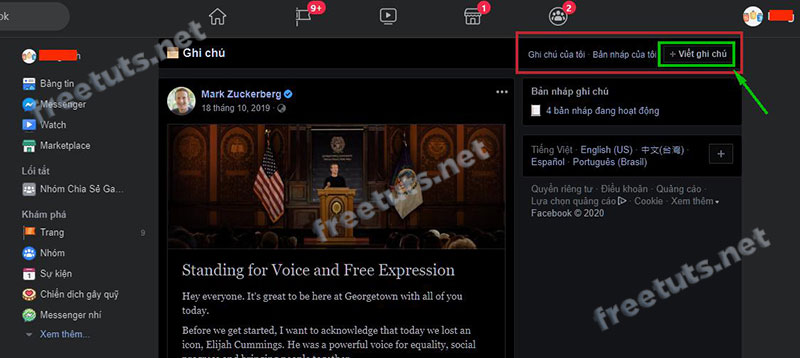 ok
9+
1
2
Bảng tin
Messenger
Watch
Marketplace
Lối tắt
Nhóm Chia Sẽ Ga...
Khám phá
Trang 9
Nhóm
Sự kiện
Chiến dịch gây quỹ
Messenger nhí
Xem thêm...
Ghi chú
Mark Zuckerberg
18 tháng 10, 2019 ·
Standing for Voice and Free Expression
Hey everyone. It's great to be here at Georgetown with all of you
today.
Before we get started, I want to acknowledge that today we lost an
icon, Elijah Cummings. He was a powerful voice for equality, social
progress and bringing people together.
Ghi chú của tôi · Bản nháp của tôi + Viết ghi chú
Bản nháp ghi chú
4 bản nháp đang hoạt động
Tiếng Việt · English (US) · 中文(台灣) ·
Español · Português (Brasil)
+
Quyền riêng tư · Điều khoản · Quảng cáo ·
Lựa chọn quảng cáo · Cookie · Xem thêm
Facebook © 2020
freetuts.net
freetuts.net
freetuts.net